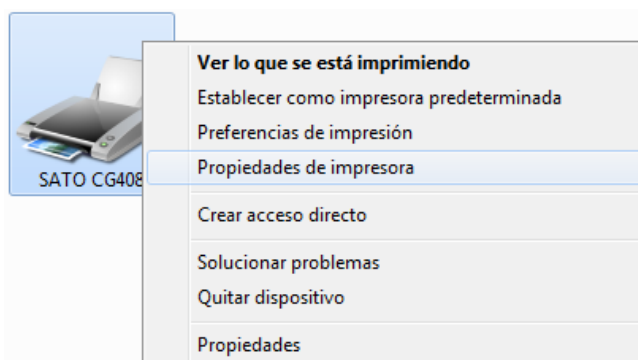 Ver lo que se está imprimiendo
Establecer como impresora predeterminada
Preferencias de impresión
Propiedades de impresora
SATO CG408
Crear acceso directo
Solucionar problemas
Quitar dispositivo
Propiedades